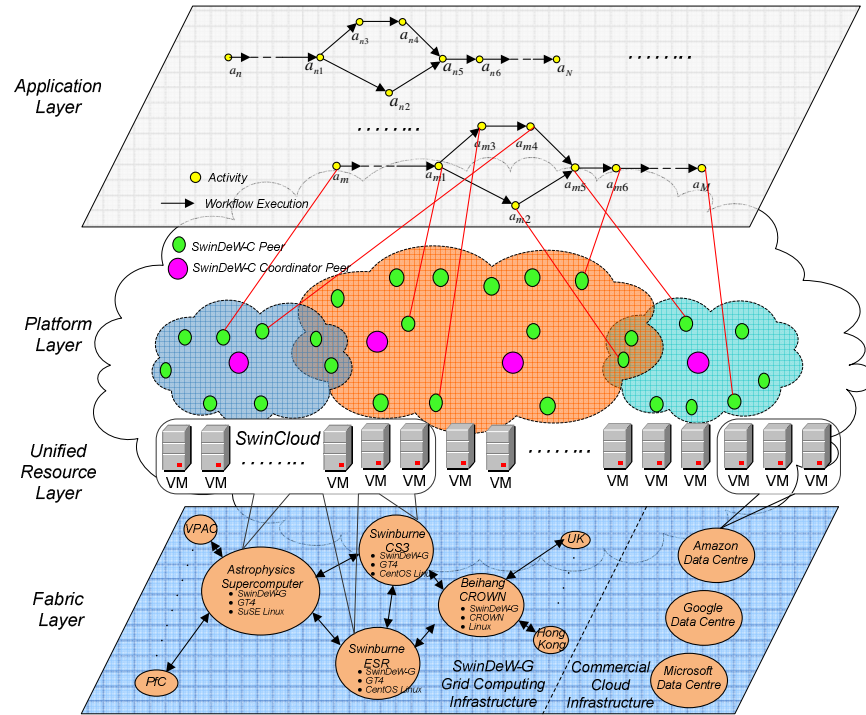 Application
Layer
a_n
a_n1
a_n3
a_n4
a_n2
a_n5
a_n6
a_N
a_m
a_m1
a_m3
a_m4
a_m2
a_m5
a_m6
a_M
Activity
Workflow Execution
SwinDeW-C Peer
SwinDeW-C Coordinator Peer
Platform
Layer
Unified
Resource
Layer
SwinCloud
VM
VM
VM
VM
VM
VM
VM
VM
VM
VM
VM
VM
VM
Fabric
Layer
VPAC
Astrophysics
Supercomputer
• SwinDeW-G
• GT4
• SuSE Linux
PfC
Swinburne
CS3
• SwinDeW-G
• GT4
• CentOS Linux
Swinburne
ESR
• SwinDeW-G
• GT4
• CentOS Linux
Beihang
CROWN
• SwinDeW-G
• CROWN
• Linux
UK
Hong
Kong
SwinDeW-G
Grid Computing
Infrastructure
Commercial
Cloud
Infrastructure
Amazon
Data Centre
Google
Data Centre
Microsoft
Data Centre